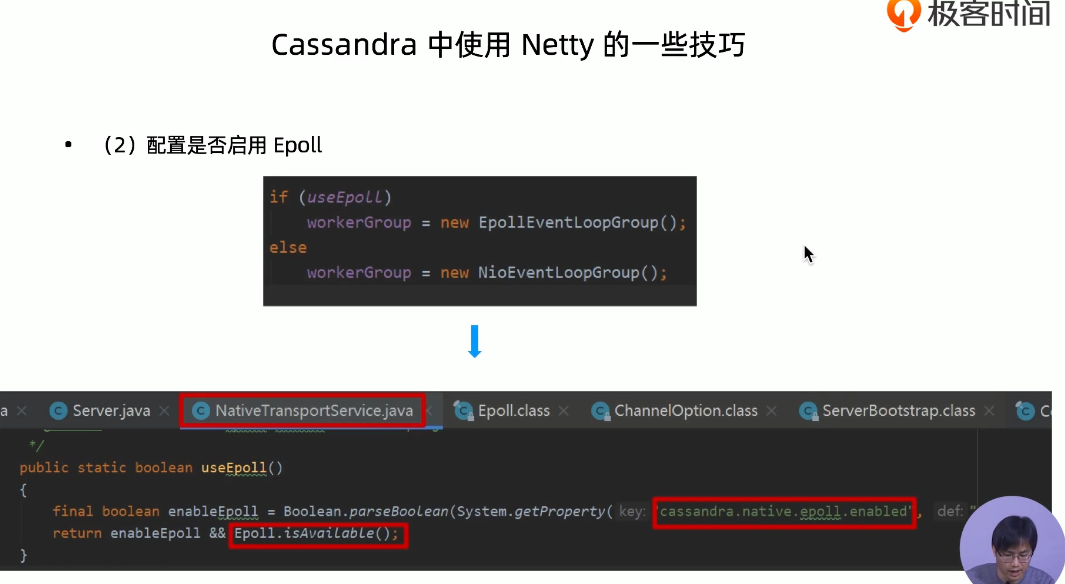 极客时间
Cassandra 中使用 Netty 的一些技巧
• （2）配置是否启用 Epoll
if (useEpoll)
workerGroup = new EpollEventLoopGroup();
else
workerGroup = new NioEventLoopGroup();
a × Server.java × NativeTransportService.java × Epoll.class × ChannelOption.class × ServerBootstrap.class ×
*/
public static boolean useEpoll()
{
final boolean enableEpoll = Boolean.parseBoolean(System.getProperty( key: "cassandra.native.epoll.enabled", def: "
return enableEpoll && Epoll.isAvailable();
}